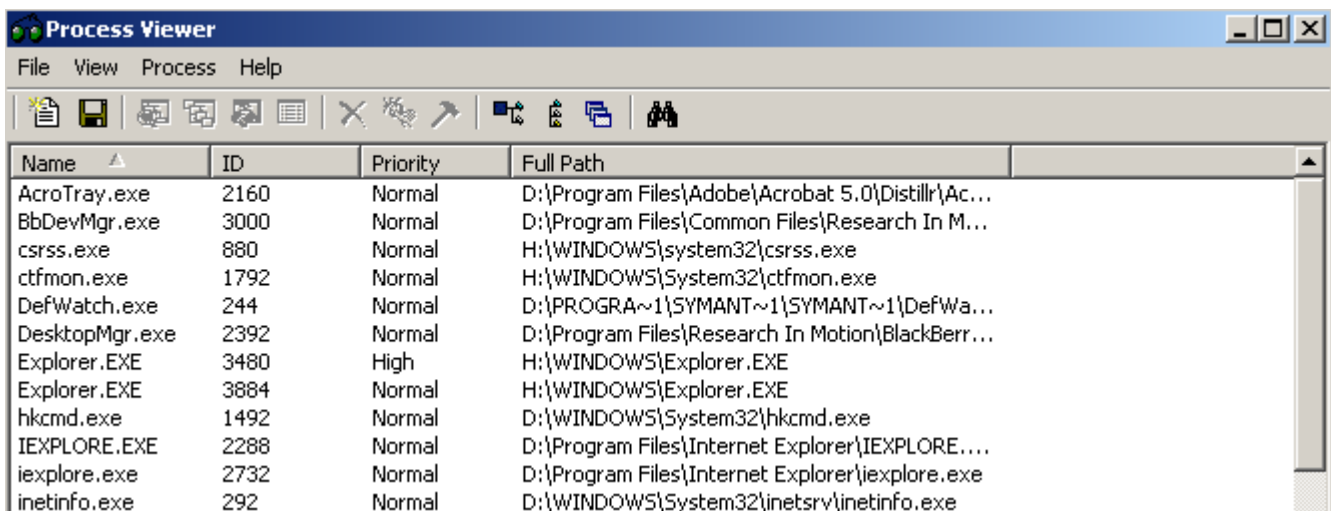 Process Viewer
File View Process Help
Name ID Priority Full Path
AcroTray.exe 2160 Normal D:\Program Files\Adobe\Acrobat 5.0\Distillr\Ac...
BbDevMgr.exe 3000 Normal D:\Program Files\Common Files\Research In M...
csrss.exe 880 Normal H:\WINDOWS\system32\csrss.exe
ctfmon.exe 1792 Normal H:\WINDOWS\System32\ctfmon.exe
DefWatch.exe 244 Normal D:\PROGRA~1\SYMANT~1\SYMANT~1\DefWa...
DesktopMgr.exe 2392 Normal D:\Program Files\Research In Motion\BlackBerr...
Explorer.EXE 3480 High H:\WINDOWS\Explorer.EXE
Explorer.EXE 3884 Normal H:\WINDOWS\Explorer.EXE
hkcmd.exe 1492 Normal D:\WINDOWS\System32\hkcmd.exe
IEXPLORE.EXE 2288 Normal D:\Program Files\Internet Explorer\IEXPLORE....
iexplore.exe 2732 Normal D:\Program Files\Internet Explorer\iexplore.exe
inetinfo.exe 292 Normal D:\WINDOWS\System32\inetsrv\inetinfo.exe